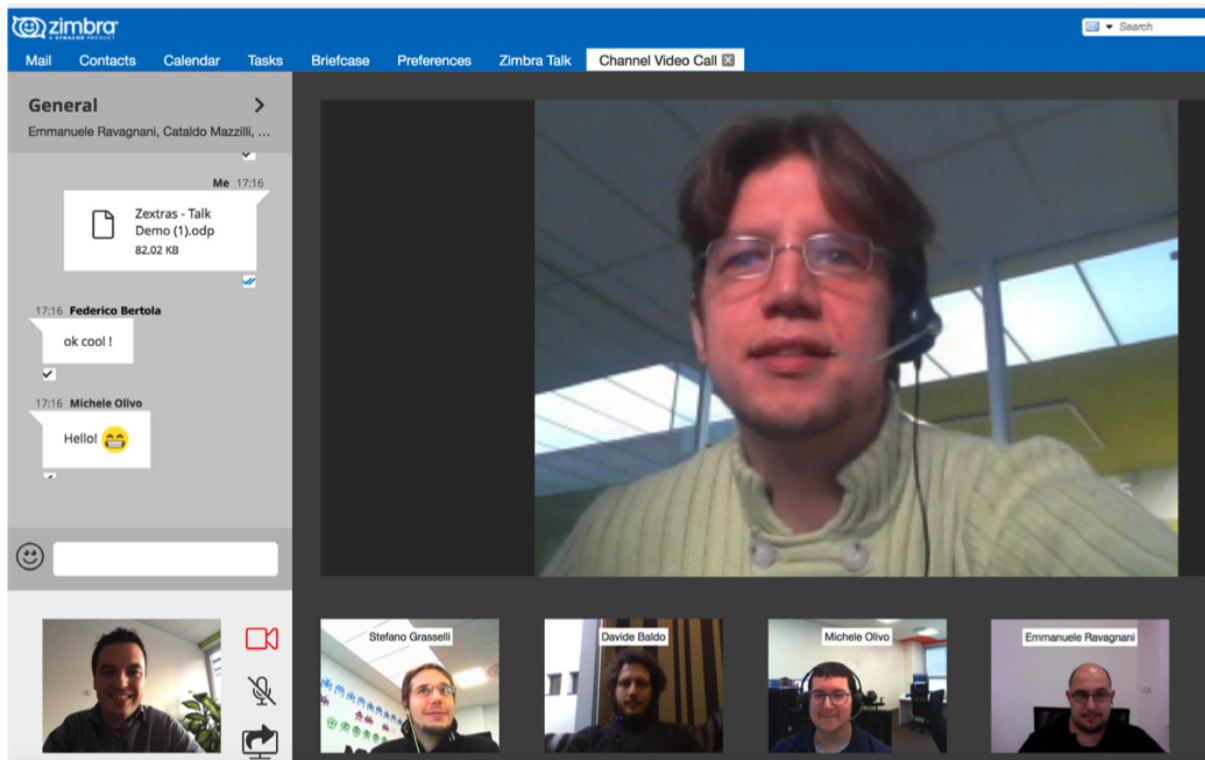 zimbra
A SYNACOR PRODUCT
Search
Mail Contacts Calendar Tasks Briefcase Preferences Zimbra Talk Channel Video Call
General
Emmanuele Ravagnani, Cataldo Mazzilli, ...
Me 17:16
Zextras - Talk
Demo (1).odp
82.02 KB
17:16 Federico Bertola
ok cool !
17:16 Michele Olivo
Hello!
Stefano Grasselli
Davide Baldo
Michele Olivo
Emmanuele Ravagnani